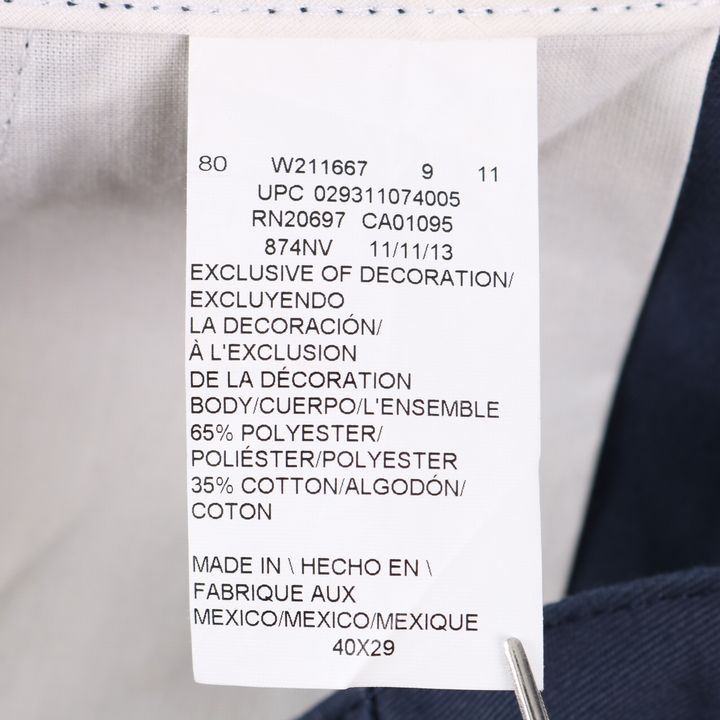 80 W211667 9 11
UPC 029311074005
RN20697 CA01095
874NV 11/11/13
EXCLUSIVE OF DECORATION/
EXCLUYENDO
LA DECORACIÓN/
À L'EXCLUSION
DE LA DÉCORATION
BODY/CUERPO/L'ENSEMBLE
65% POLYESTER/
POLIÉSTER/POLYESTER
35% COTTON/ALGODÓN/
COTON
MADE IN \ HECHO EN \
FABRIQUE AUX
MEXICO/MEXICO/MEXIQUE
40X29